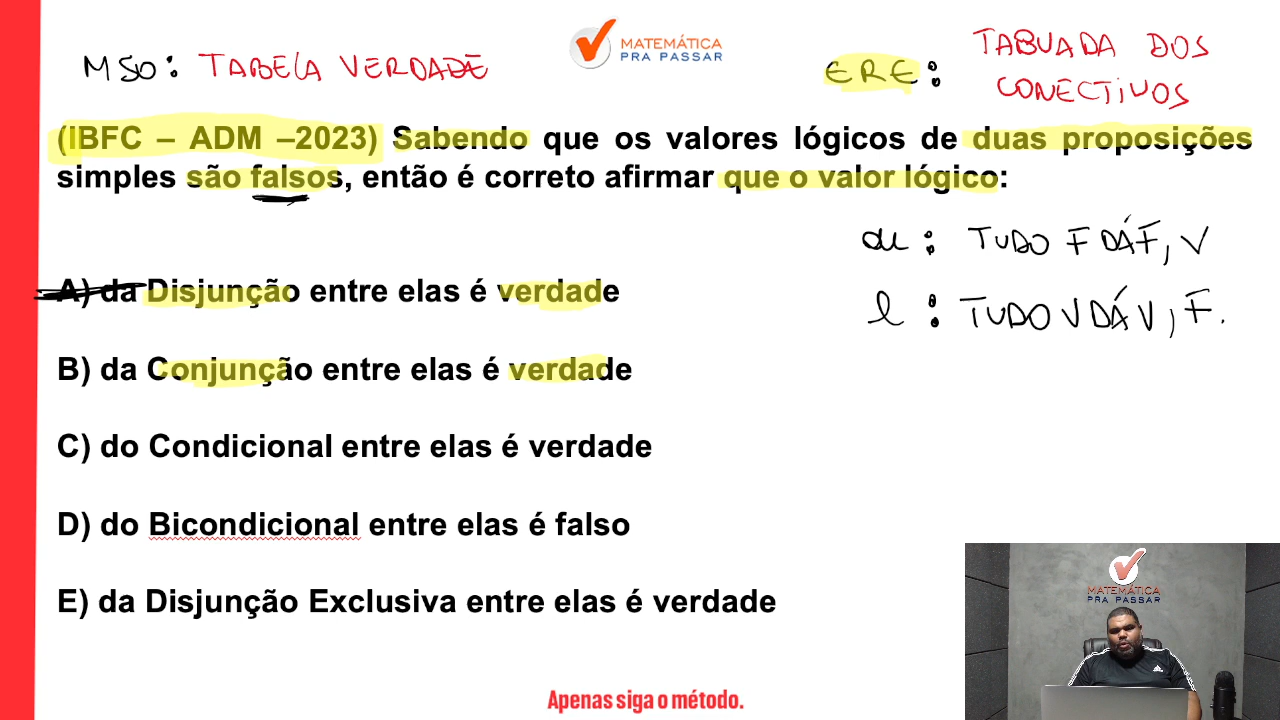 MSO: TABELA VERDADE
MATEMÁTICA
PRA PASSAR
ERE: TABUADA DOS
CONECTIVOS
(IBFC – ADM –2023) Sabendo que os valores lógicos de duas proposições
simples são falsos, então é correto afirmar que o valor lógico:
ou : TUDO F DÁ F, V
A) da Disjunção entre elas é verdade
e : TUDO V DÁ V, F.
B) da Conjunção entre elas é verdade
C) do Condicional entre elas é verdade
D) do Bicondicional entre elas é falso
E) da Disjunção Exclusiva entre elas é verdade
MATEMÁTICA
PRA PASSAR
Apenas siga o método.